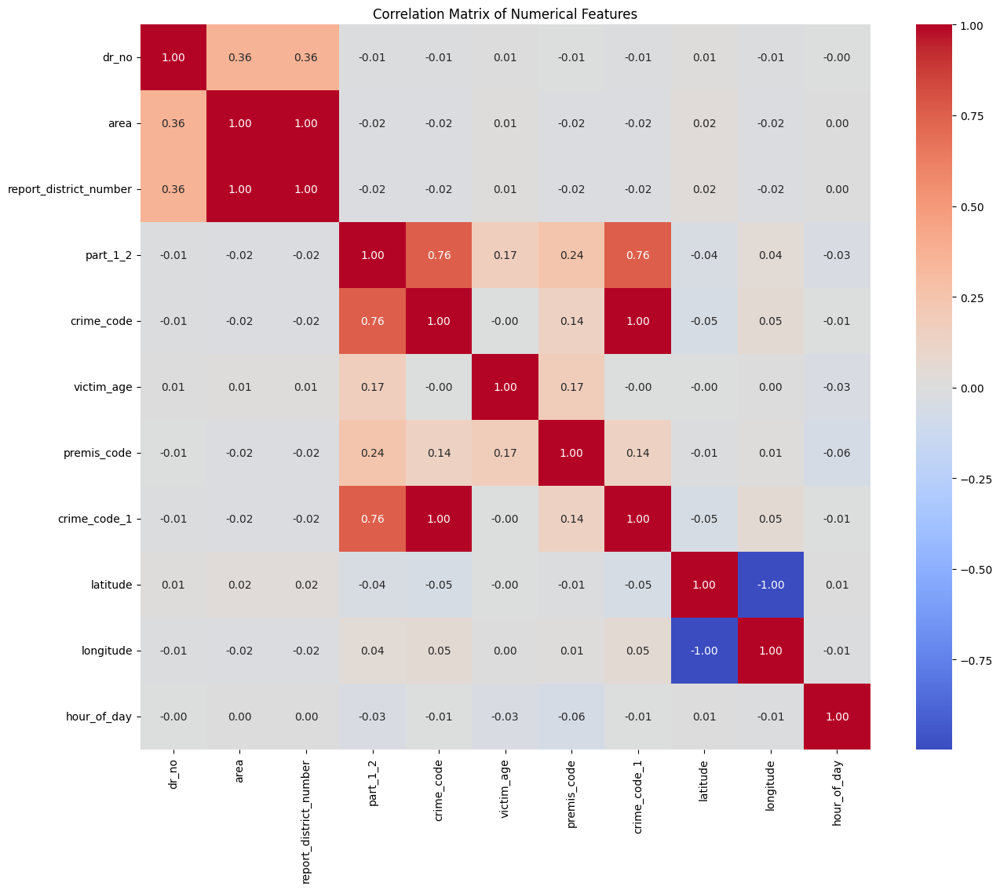 Correlation Matrix of Numerical Features
dr_no 1.00 0.36 0.36 -0.01 -0.01 0.01 -0.01 -0.01 0.01 -0.01 -0.00
area 0.36 1.00 1.00 -0.02 -0.02 0.01 -0.02 -0.02 0.02 -0.02 0.00
report_district_number 0.36 1.00 1.00 -0.02 -0.02 0.01 -0.02 -0.02 0.02 -0.02 0.00
part_1_2 -0.01 -0.02 -0.02 1.00 0.76 0.17 0.24 0.76 -0.04 0.04 -0.03
crime_code -0.01 -0.02 -0.02 0.76 1.00 -0.00 0.14 1.00 -0.05 0.05 -0.01
victim_age 0.01 0.01 0.01 0.17 -0.00 1.00 0.17 -0.00 -0.00 0.00 -0.03
premis_code -0.01 -0.02 -0.02 0.24 0.14 0.17 1.00 0.14 -0.01 0.01 -0.06
crime_code_1 -0.01 -0.02 -0.02 0.76 1.00 -0.00 0.14 1.00 -0.05 0.05 -0.01
latitude 0.01 0.02 0.02 -0.04 -0.05 -0.00 -0.01 -0.05 1.00 -1.00 0.01
longitude -0.01 -0.02 -0.02 0.04 0.05 0.00 0.01 0.05 -1.00 1.00 -0.01
hour_of_day -0.00 0.00 0.00 -0.03 -0.01 -0.03 -0.06 -0.01 0.01 -0.01 1.00
dr_no area report_district_number part_1_2 crime_code victim_age premis_code crime_code_1 latitude longitude hour_of_day
1.00
0.75
0.50
0.25
0.00
−0.25
−0.50
−0.75